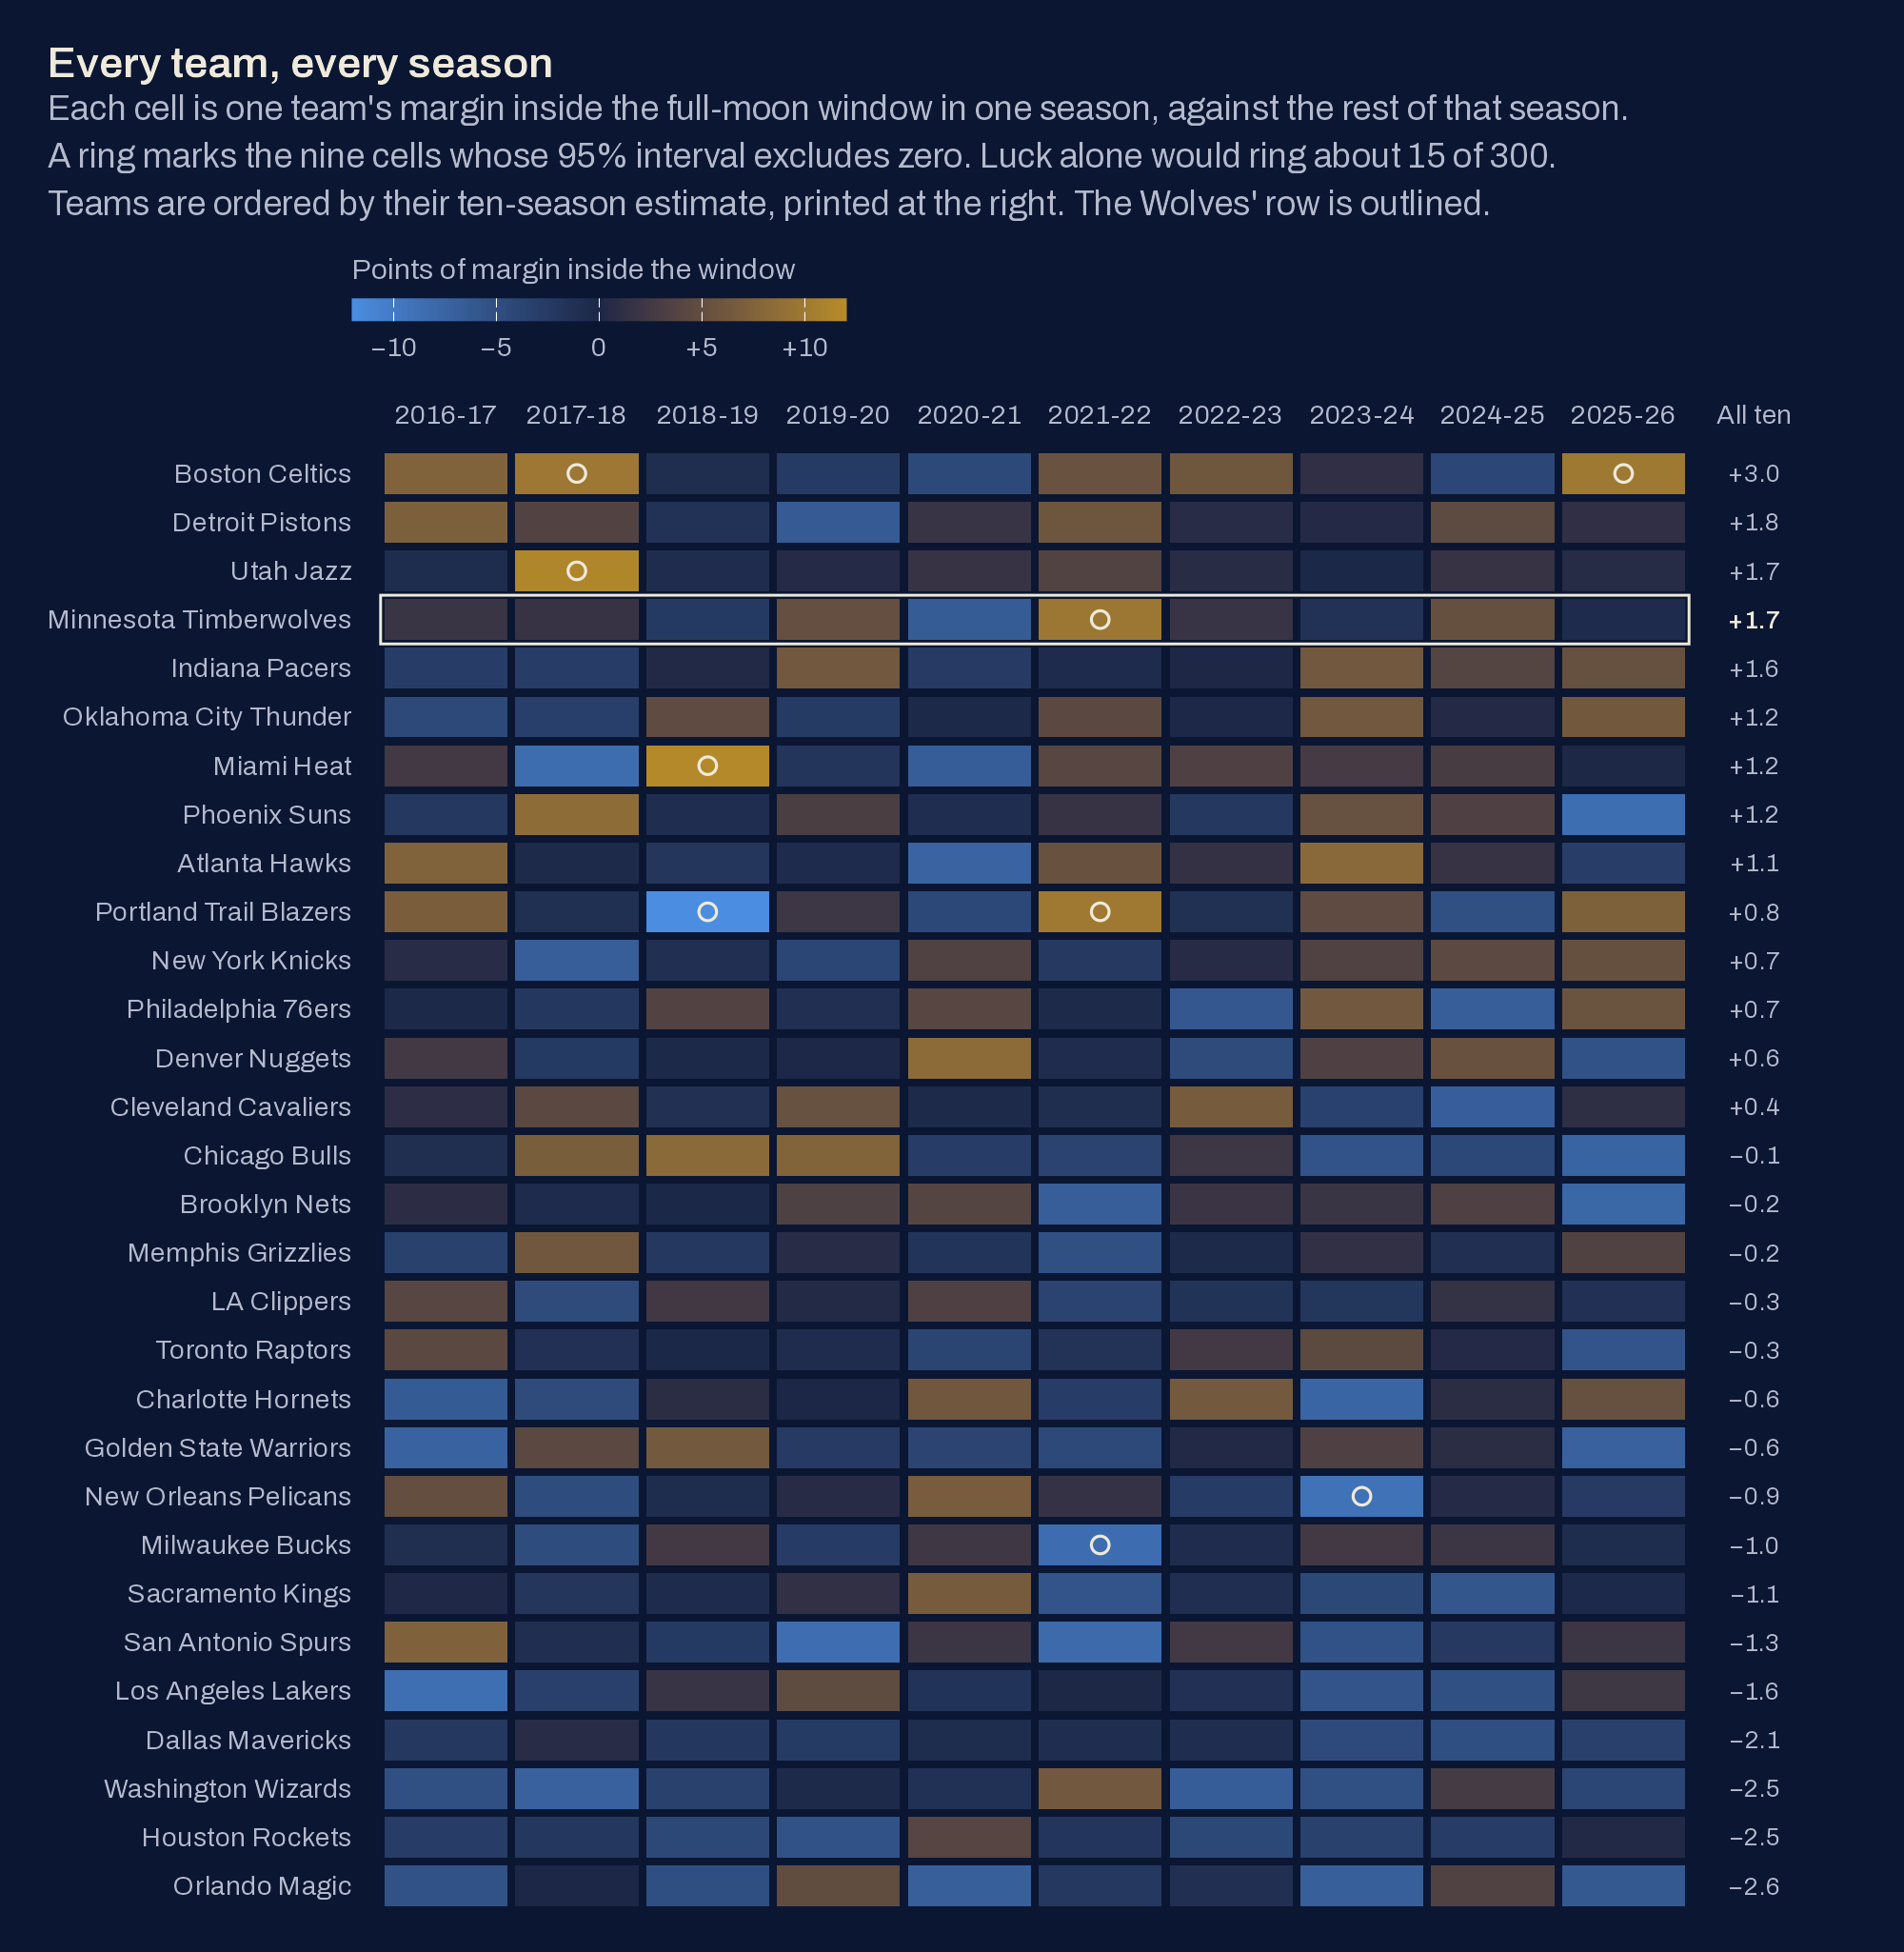 Every team, every season
Each cell is one team's margin inside the full-moon window in one season, against the rest of that season.
A ring marks the nine cells whose 95% interval excludes zero. Luck alone would ring about 15 of 300.
Teams are ordered by their ten-season estimate, printed at the right. The Wolves' row is outlined.
Points of margin inside the window
−10 −5 0 +5 +10
2016-17 2017-18 2018-19 2019-20 2020-21 2021-22 2022-23 2023-24 2024-25 2025-26 All ten
Boston Celtics +3.0
Detroit Pistons +1.8
Utah Jazz +1.7
Minnesota Timberwolves +1.7
Indiana Pacers +1.6
Oklahoma City Thunder +1.2
Miami Heat +1.2
Phoenix Suns +1.2
Atlanta Hawks +1.1
Portland Trail Blazers +0.8
New York Knicks +0.7
Philadelphia 76ers +0.7
Denver Nuggets +0.6
Cleveland Cavaliers +0.4
Chicago Bulls −0.1
Brooklyn Nets −0.2
Memphis Grizzlies −0.2
LA Clippers −0.3
Toronto Raptors −0.3
Charlotte Hornets −0.6
Golden State Warriors −0.6
New Orleans Pelicans −0.9
Milwaukee Bucks −1.0
Sacramento Kings −1.1
San Antonio Spurs −1.3
Los Angeles Lakers −1.6
Dallas Mavericks −2.1
Washington Wizards −2.5
Houston Rockets −2.5
Orlando Magic −2.6